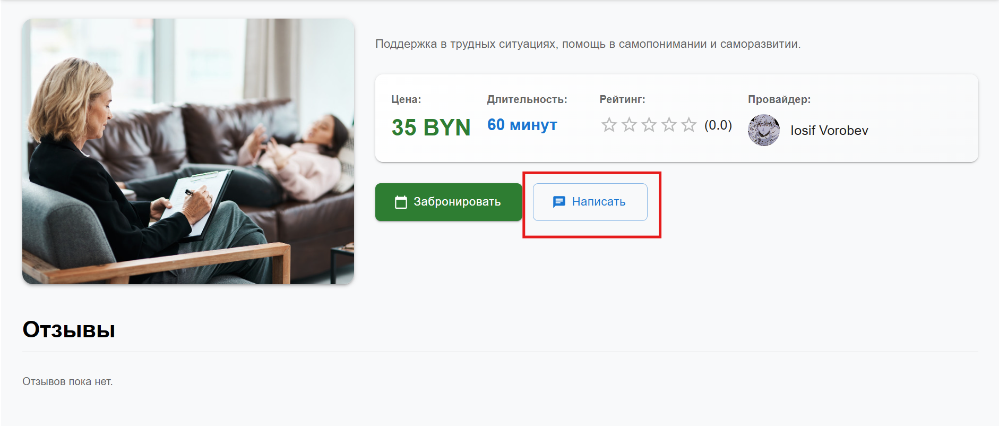 Поддержка в трудных ситуациях, помощь в самопонимании и саморазвитии.
Цена:
35 BYN
Длительность:
60 минут
Рейтинг:
(0.0)
Провайдер:
Iosif Vorobev
Забронировать
Написать
Отзывы
Отзывов пока нет.